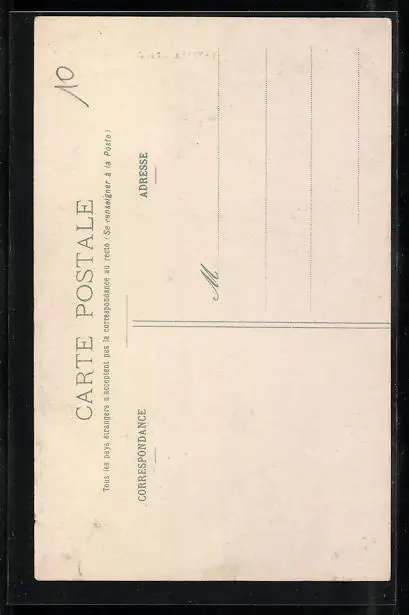 10
CARTE POSTALE
Tous les pays étrangers n'acceptent pas la correspondance au recto (Se renseigner à la Poste)
CORRESPONDANCE
ADRESSE
M